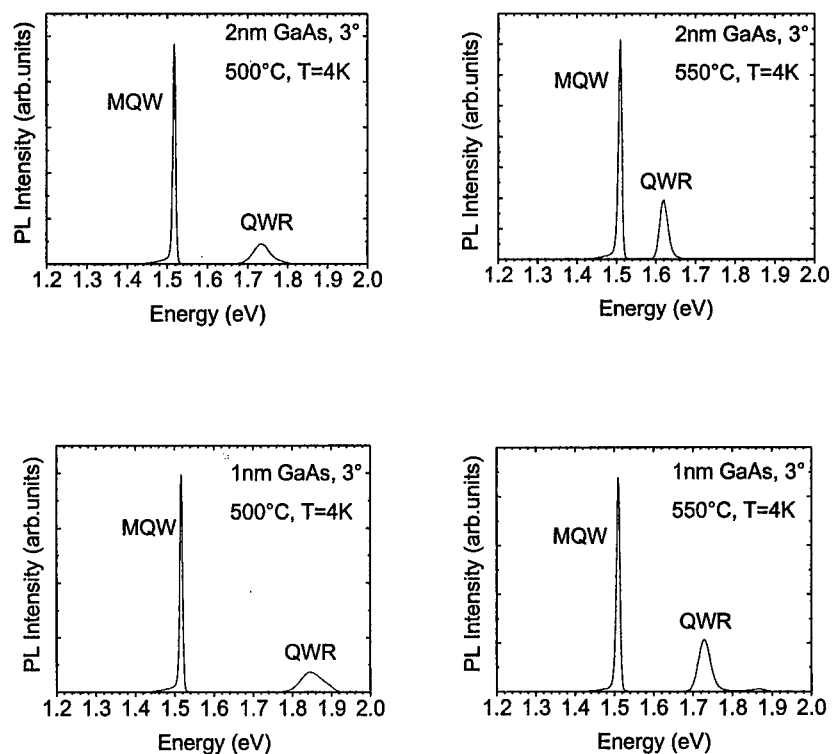 2nm GaAs, 3°
500°C, T=4K
MQW
QWR
PL Intensity (arb.units)
1.2 1.3 1.4 1.5 1.6 1.7 1.8 1.9 2.0
Energy (eV)
2nm GaAs, 3°
550°C, T=4K
MQW
QWR
PL Intensity (arb.units)
1.2 1.3 1.4 1.5 1.6 1.7 1.8 1.9 2.0
Energy (eV)
1nm GaAs, 3°
500°C, T=4K
MQW
QWR
PL Intensity (arb.units)
1.2 1.3 1.4 1.5 1.6 1.7 1.8 1.9 2.0
Energy (eV)
1nm GaAs, 3°
550°C, T=4K
MQW
QWR
PL Intensity (arb.units)
1.2 1.3 1.4 1.5 1.6 1.7 1.8 1.9 2.0
Energy (eV)